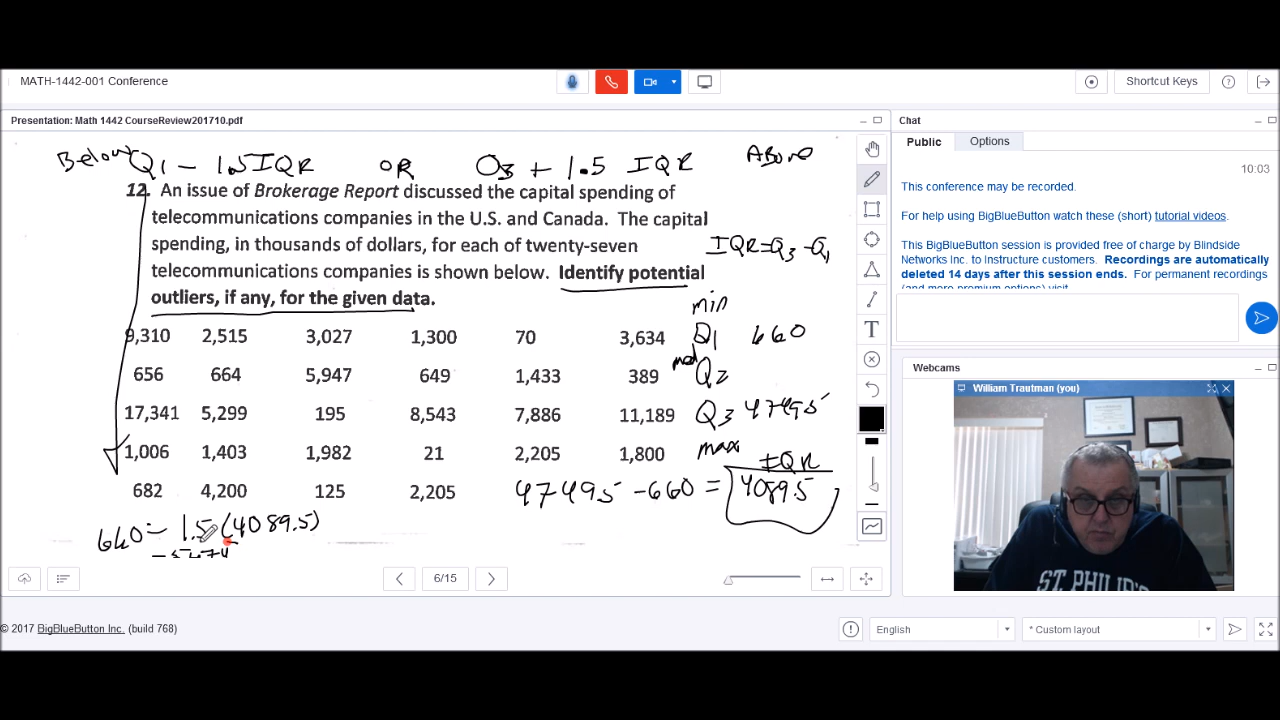 MATH-1442-001 Conference
Shortcut Keys
Presentation: Math 1442 CourseReview201710.pdf
Below Q1 - 1.5 IQR OR Q3 + 1.5 IQR Above
12. An issue of Brokerage Report discussed the capital spending of
telecommunications companies in the U.S. and Canada. The capital
spending, in thousands of dollars, for each of twenty-seven
telecommunications companies is shown below. Identify potential
outliers, if any, for the given data.
IQR = Q3 - Q1
9,310 2,515 3,027 1,300 70 3,634
656 664 5,947 649 1,433 389
17,341 5,299 195 8,543 7,886 11,189
1,006 1,403 1,982 21 2,205 1,800
682 4,200 125 2,205
min
Q1 660
med Q2
Q3 4749.5
max
IQR
4749.5 - 660 = 4089.5
660 - 1.5 (4089.5)
6/15
Chat
Public Options
10:03
This conference may be recorded.
For help using BigBlueButton watch these (short) tutorial videos.
This BigBlueButton session is provided free of charge by Blindside
Networks Inc. to Instructure customers. Recordings are automatically
deleted 14 days after this session ends. For permanent recordings
(and more premium options) visit
Webcams
William Trautman (you)
ST. PHILIP'S
© 2017 BigBlueButton Inc. (build 768)
English
* Custom layout